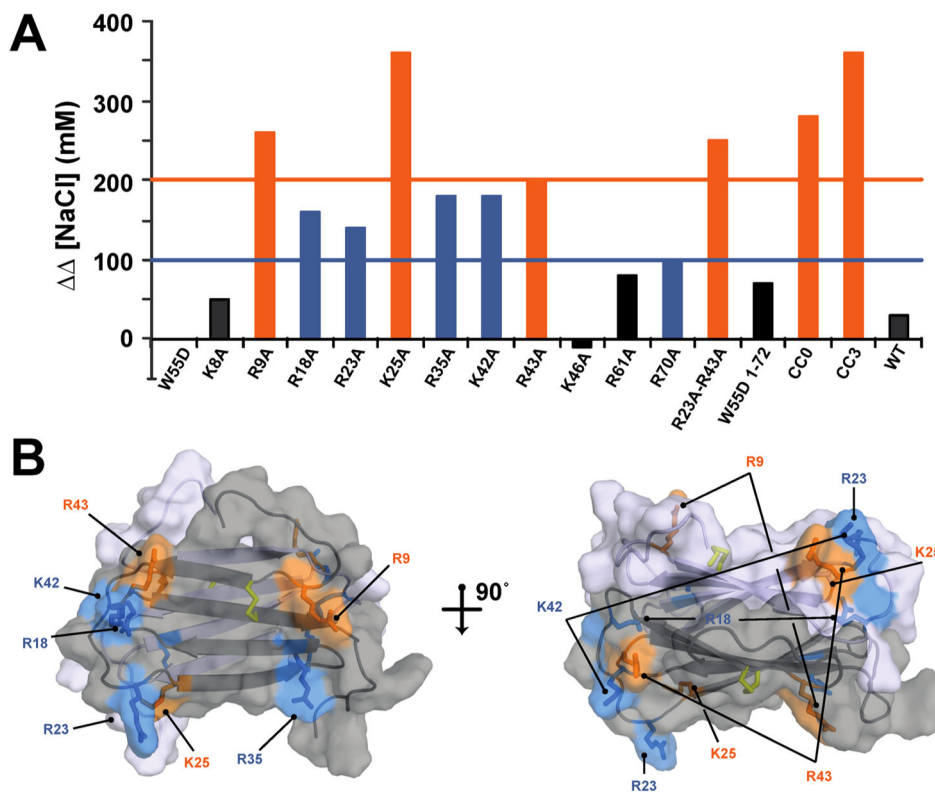 A
ΔΔ [NaCl] (mM)
400
300
200
100
0
W55D
K8A
R9A
R18A
R23A
K25A
R35A
K42A
R43A
K46A
R61A
R70A
R23A-R43A
W55D 1-72
CC0
CC3
WT
B
R43
K42
R18
R23
K25
R35
R9
90°
R9
R23
K25
K42
R18
K25
R43
R23